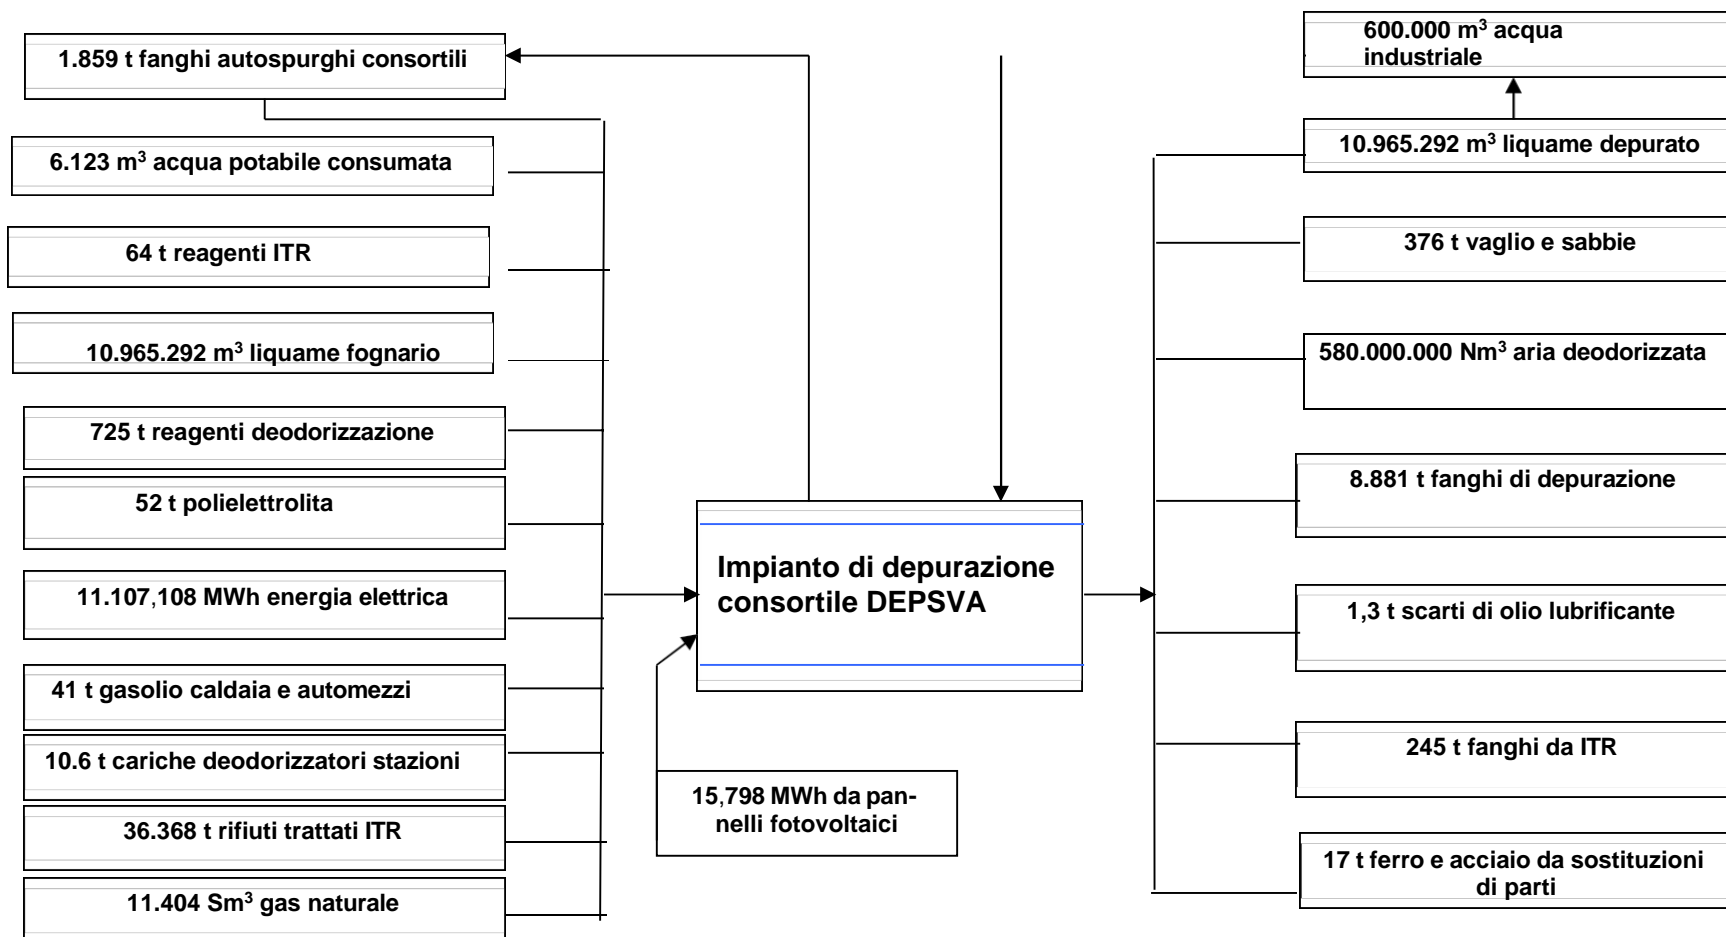 1.859 t fanghi autospurghi consortili
6.123 m³ acqua potabile consumata
64 t reagenti ITR
10.965.292 m³ liquame fognario
725 t reagenti deodorizzazione
52 t polielettrolita
11.107,108 MWh energia elettrica
41 t gasolio caldaia e automezzi
10.6 t cariche deodorizzatori stazioni
36.368 t rifiuti trattati ITR
11.404 Sm³ gas naturale
Impianto di depurazione
consortile DEPSVA
15,798 MWh da pan-
nelli fotovoltaici
600.000 m³ acqua
industriale
10.965.292 m³ liquame depurato
376 t vaglio e sabbie
580.000.000 Nm³ aria deodorizzata
8.881 t fanghi di depurazione
1,3 t scarti di olio lubrificante
245 t fanghi da ITR
17 t ferro e acciaio da sostituzioni
di parti